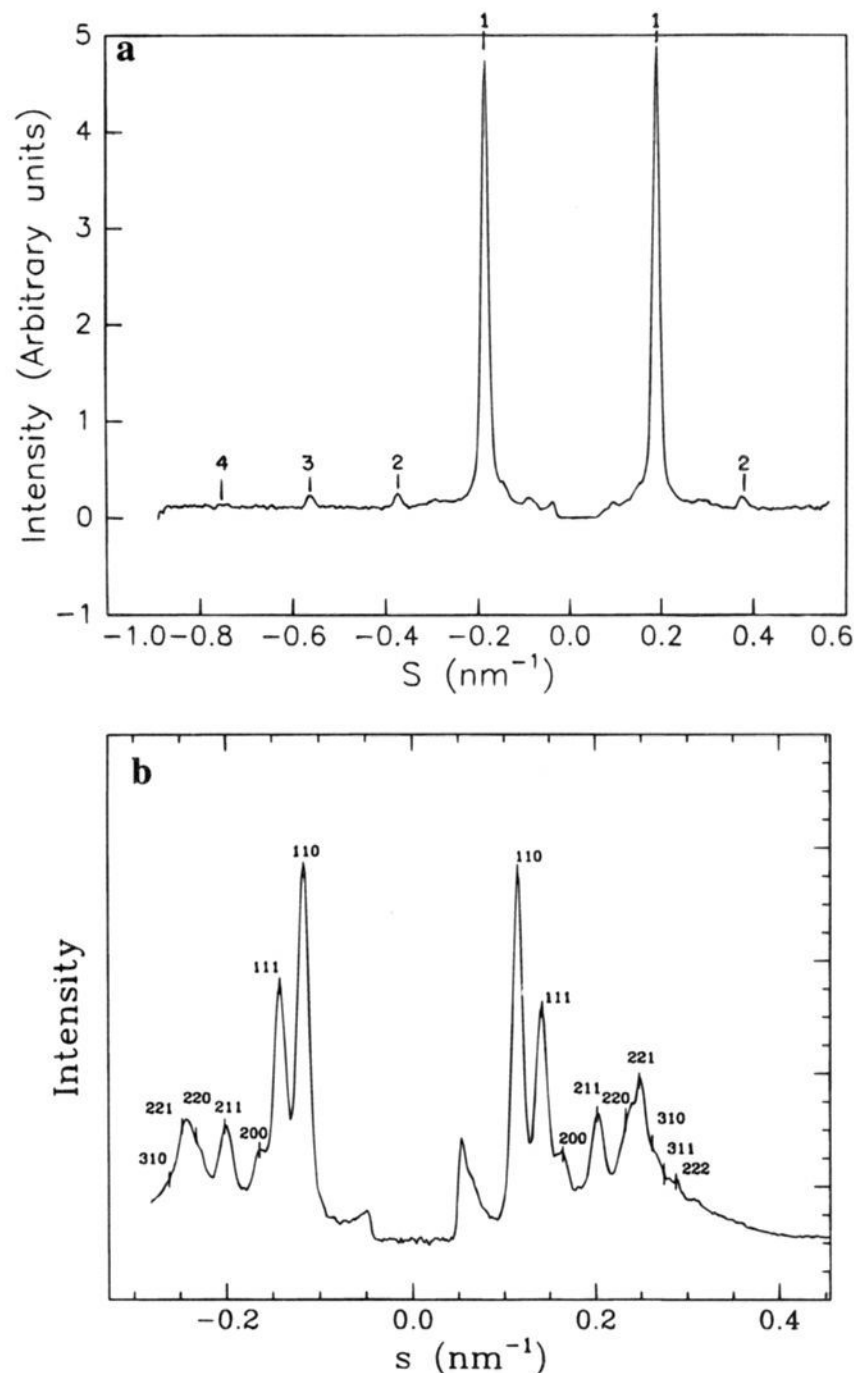 a
1 1
5
4
3
2
1
0
-1
Intensity (Arbitrary units)
4 3 2 2
-1.0 -0.8 -0.6 -0.4 -0.2 0.0 0.2 0.4 0.6
S (nm⁻¹)
b
110 110
111 111
221
221 220 211 211 220
310 200 200 310
311
222
Intensity
-0.2 0.0 0.2 0.4
s (nm⁻¹)